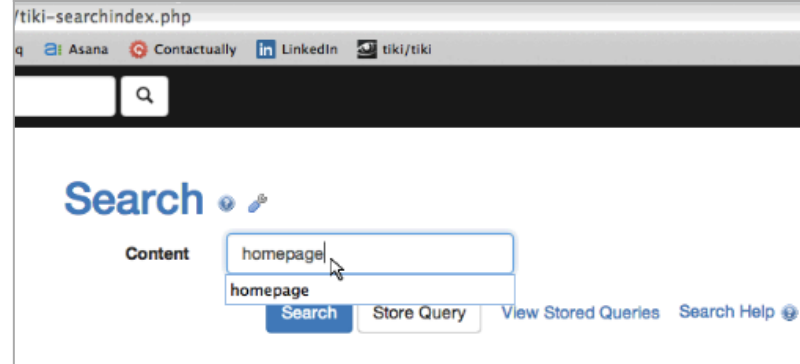 /tiki-searchindex.php
q Asana Contactually LinkedIn tiki/tiki
Search
Content homepage
homepage
Search Store Query View Stored Queries Search Help